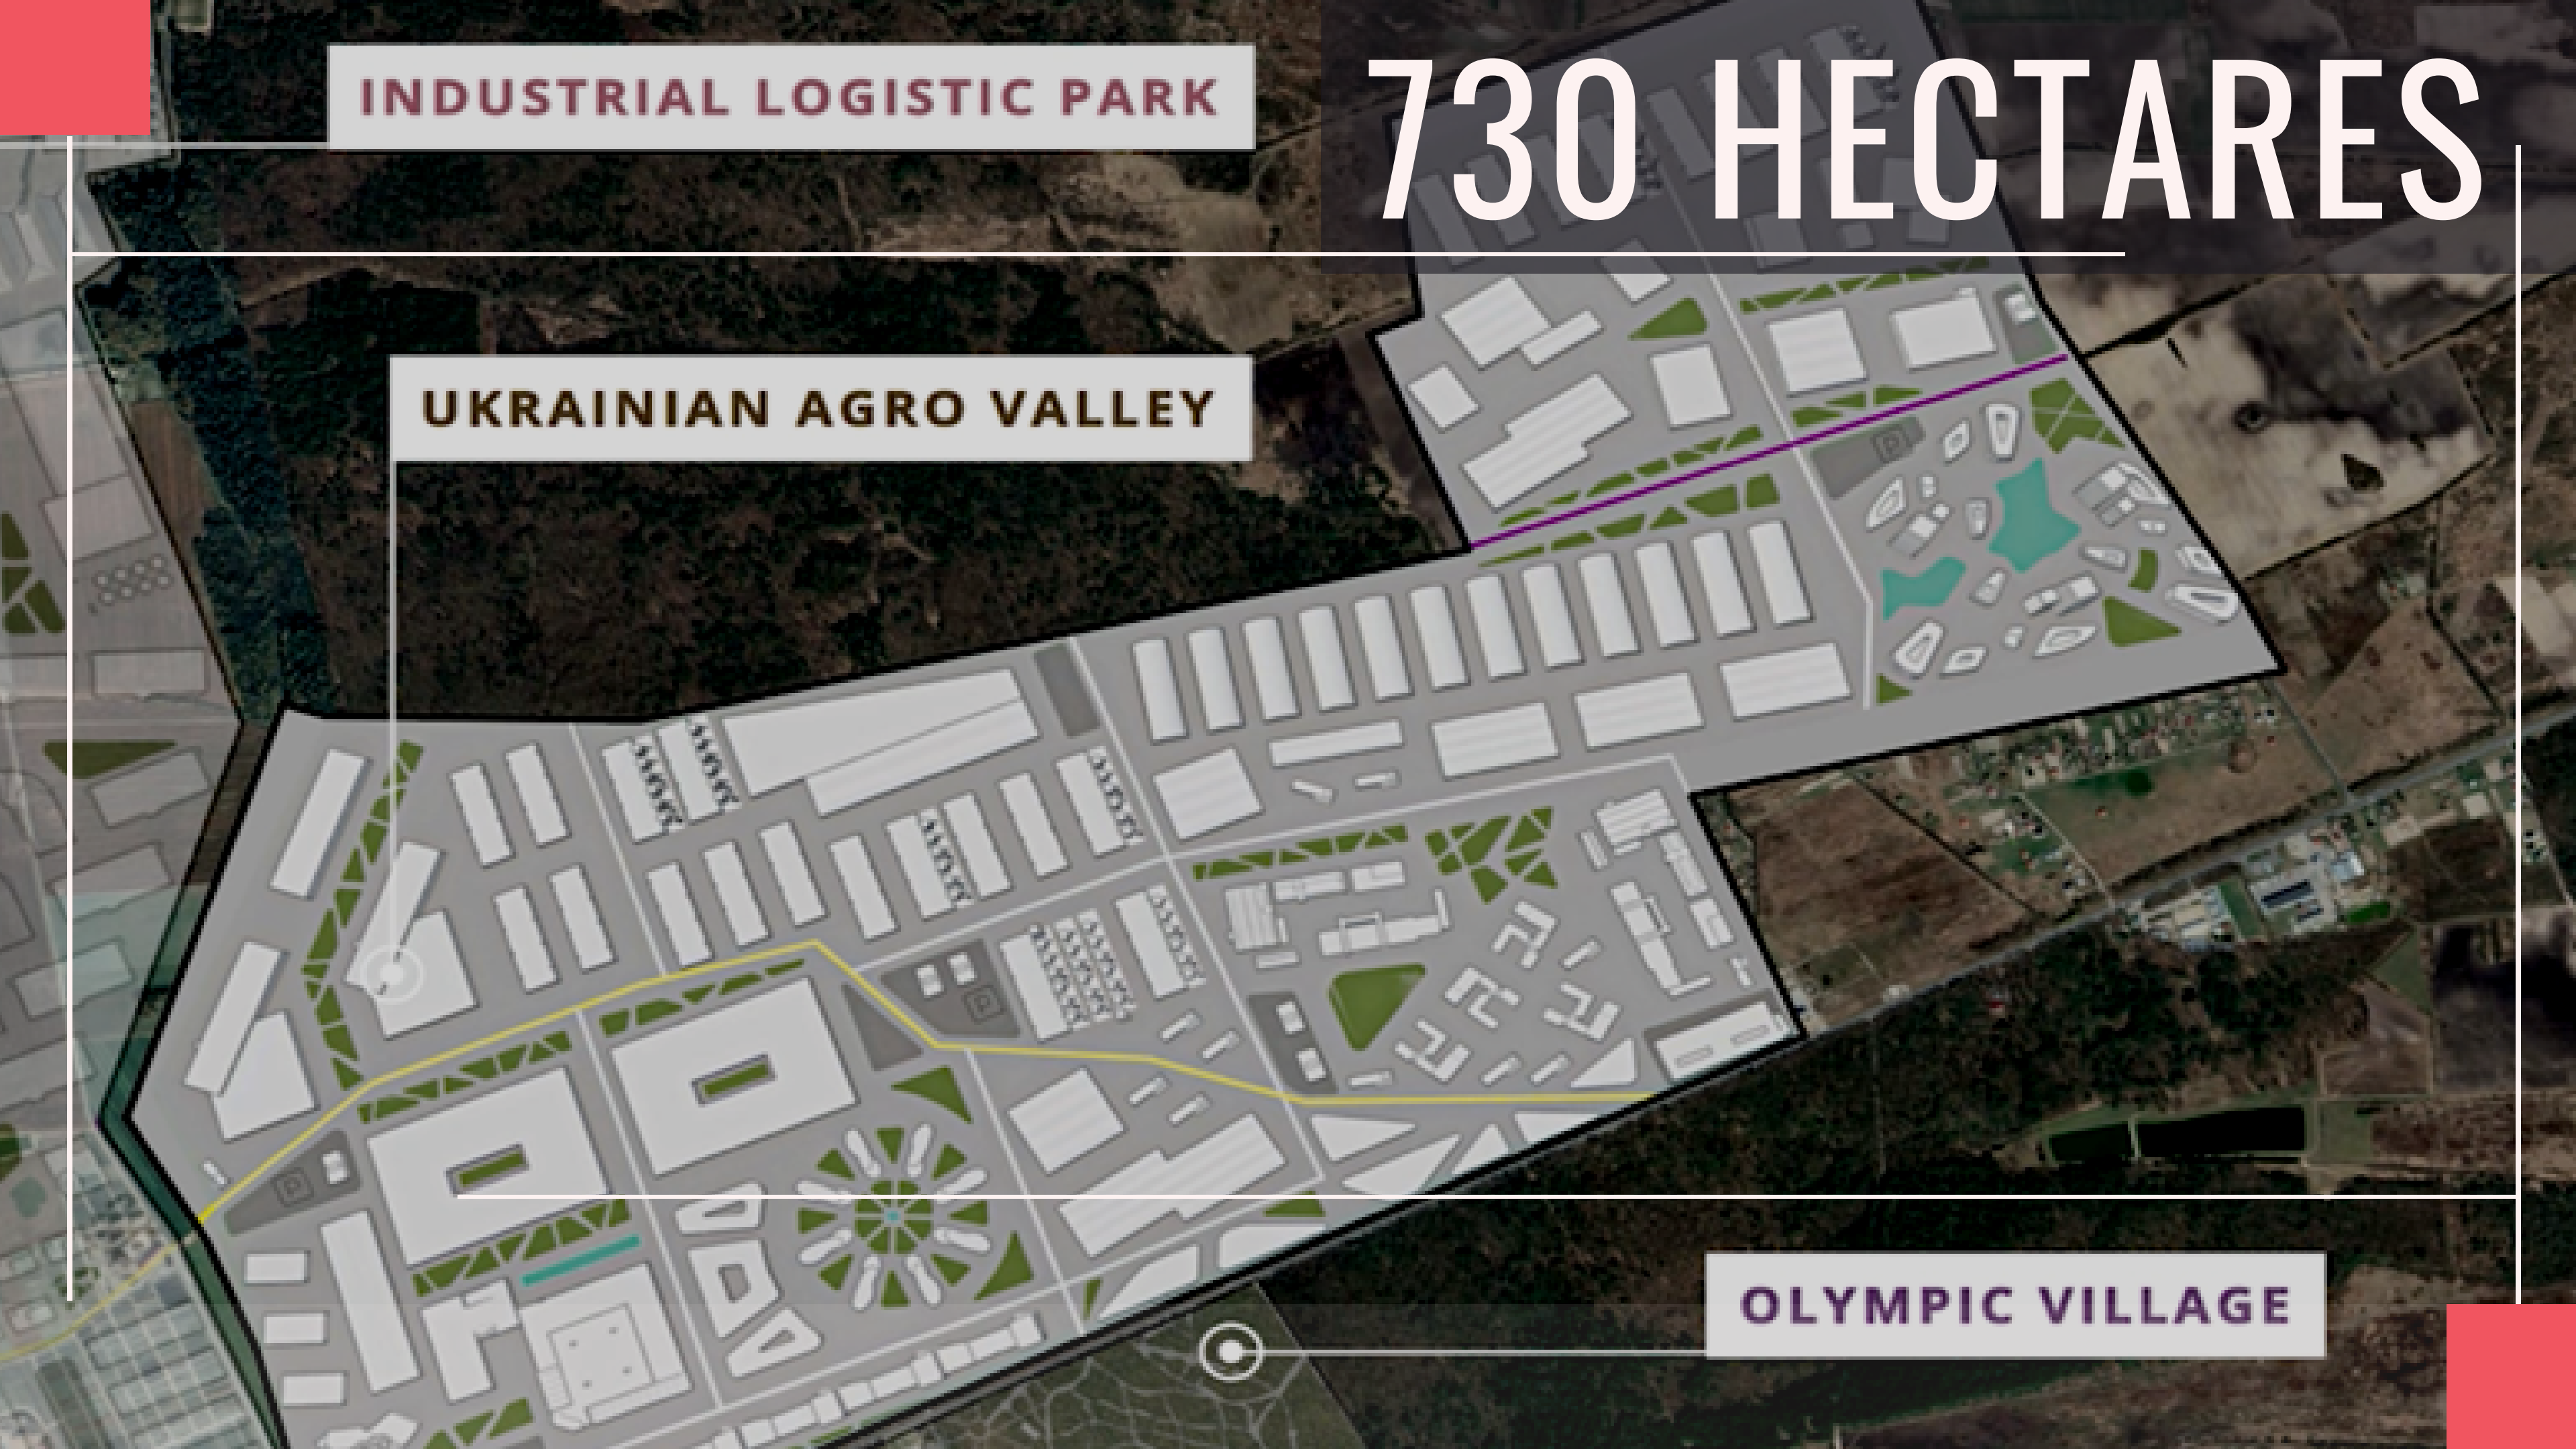 INDUSTRIAL LOGISTIC PARK
730 HECTARES
UKRAINIAN AGRO VALLEY
P
P
P
OLYMPIC VILLAGE